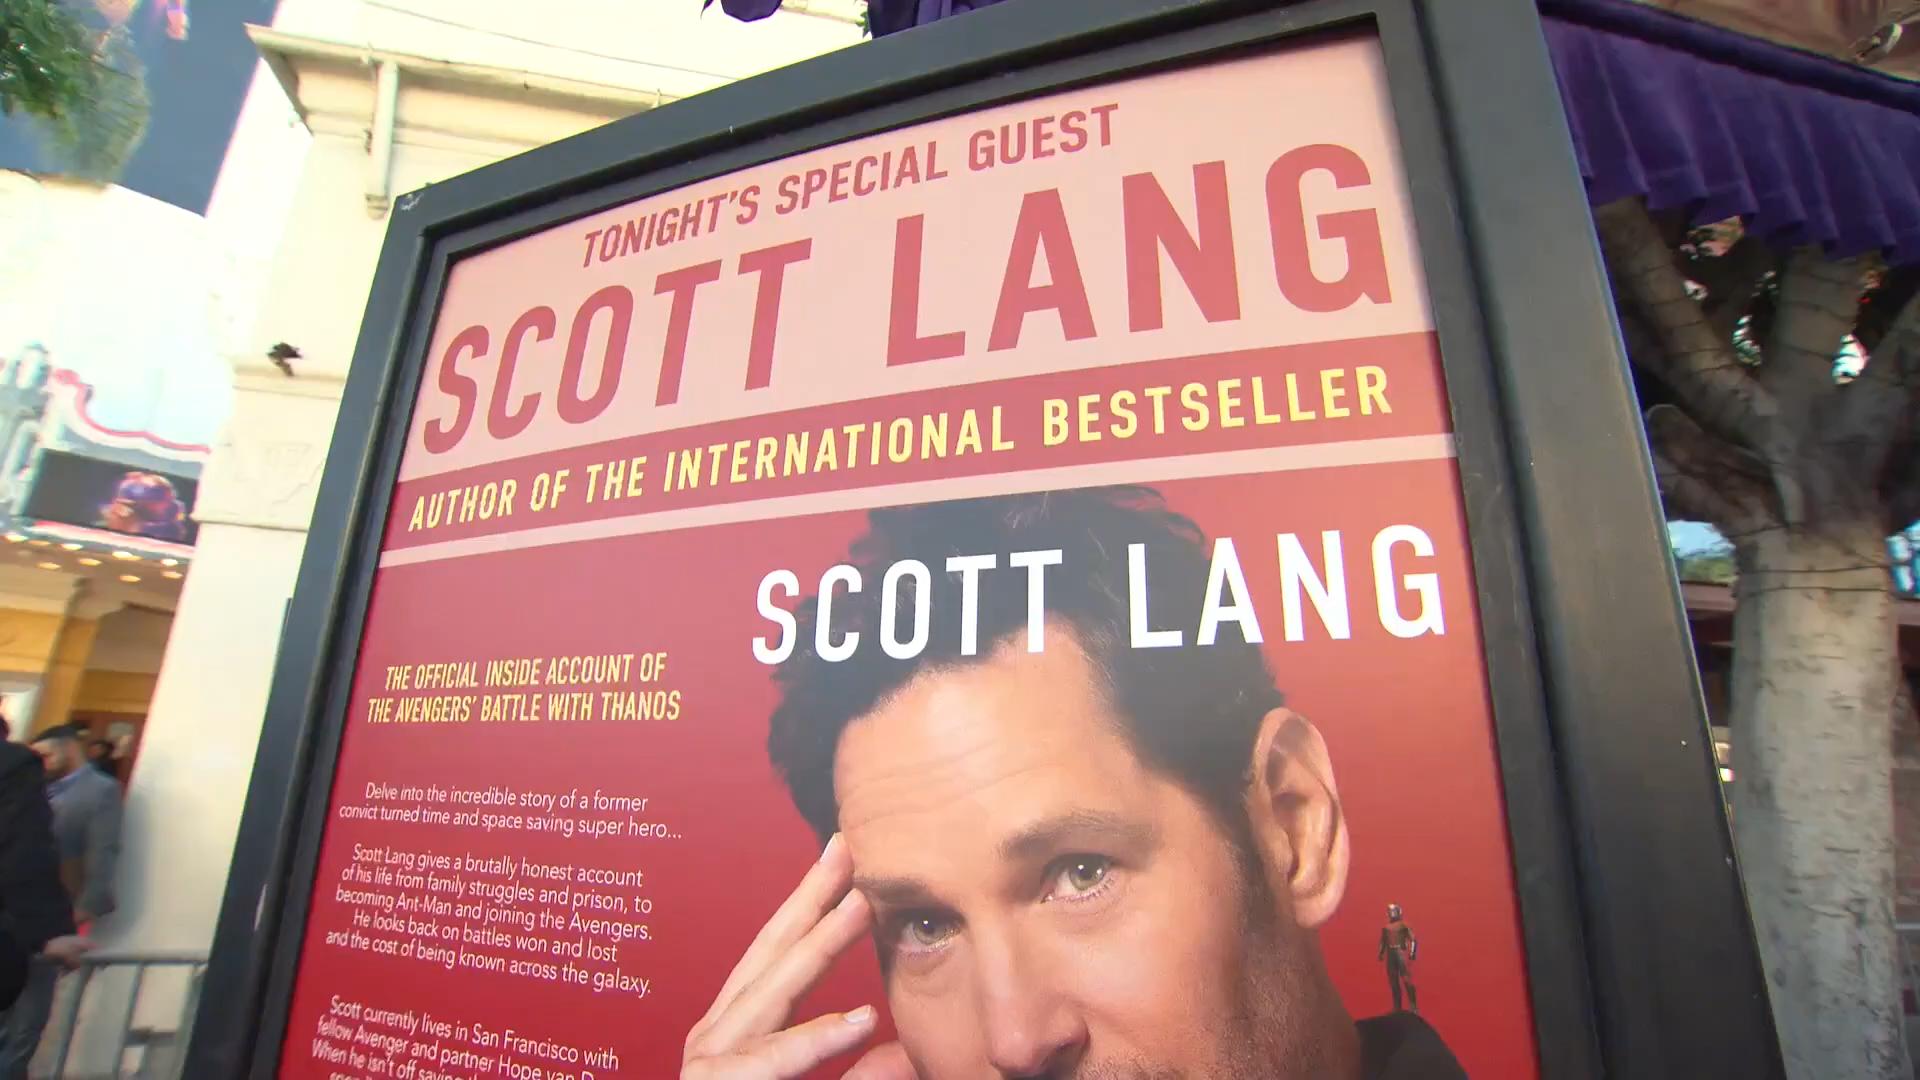 TONIGHT'S SPECIAL GUEST
SCOTT LANG
AUTHOR OF THE INTERNATIONAL BESTSELLER
SCOTT LANG
THE OFFICIAL INSIDE ACCOUNT OF
THE AVENGERS' BATTLE WITH THANOS
Delve into the incredible story of a former
convict turned time and space saving super hero...
Scott Lang gives a brutally honest account
of his life from family struggles and prison, to
becoming Ant-Man and joining the Avengers.
He looks back on battles won and lost
and the cost of being known across the galaxy.
Scott currently lives in San Francisco with
fellow Avenger and partner Hope van
When he isn't off